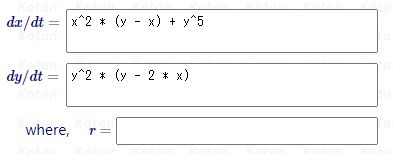 dx/dt = x^2 * (y - x) + y^5
dy/dt = y^2 * (y - 2 * x)
where, r =